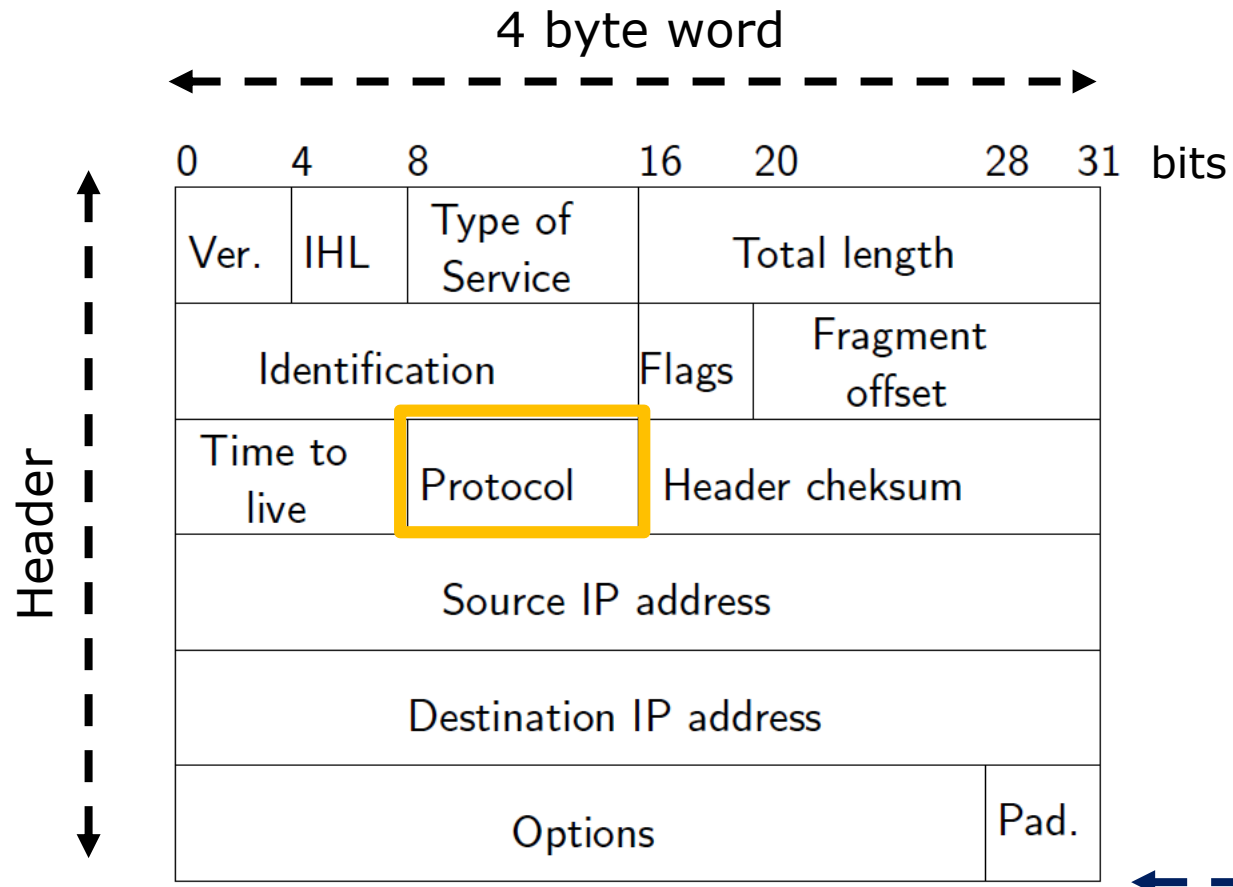 4 byte word
0 4 8 16 20 28 31 bits
Ver. IHL Type of Service Total length
Identification Flags Fragment offset
Time to live Protocol Header cheksum
Source IP address
Destination IP address
Options Pad.
Header